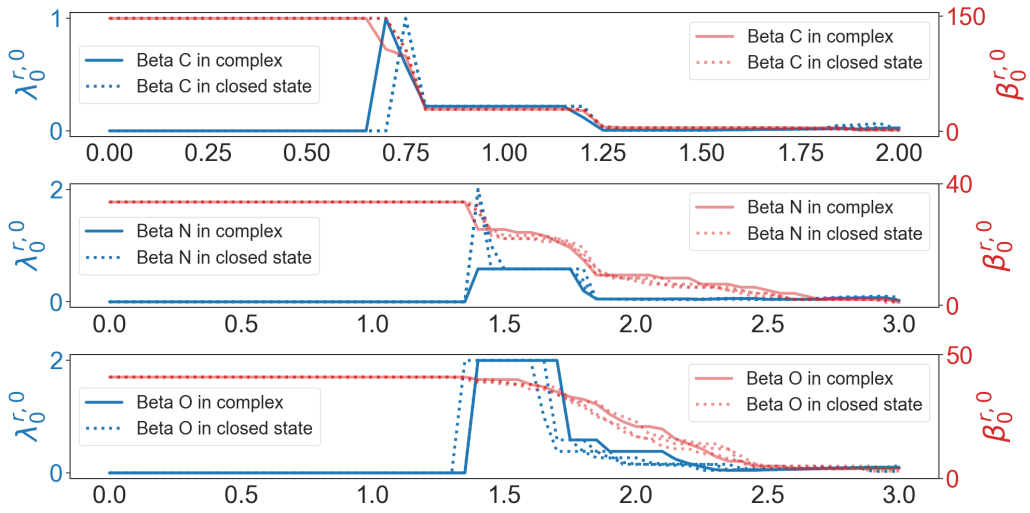 1
0
λ₀^{r, 0}
Beta C in complex
Beta C in closed state
Beta C in complex
Beta C in closed state
150
0
β₀^{r, 0}
0.00 0.25 0.50 0.75 1.00 1.25 1.50 1.75 2.00
2
0
λ₀^{r, 0}
Beta N in complex
Beta N in closed state
Beta N in complex
Beta N in closed state
40
0
β₀^{r, 0}
0.0 0.5 1.0 1.5 2.0 2.5 3.0
2
0
λ₀^{r, 0}
Beta O in complex
Beta O in closed state
Beta O in complex
Beta O in closed state
50
0
β₀^{r, 0}
0.0 0.5 1.0 1.5 2.0 2.5 3.0